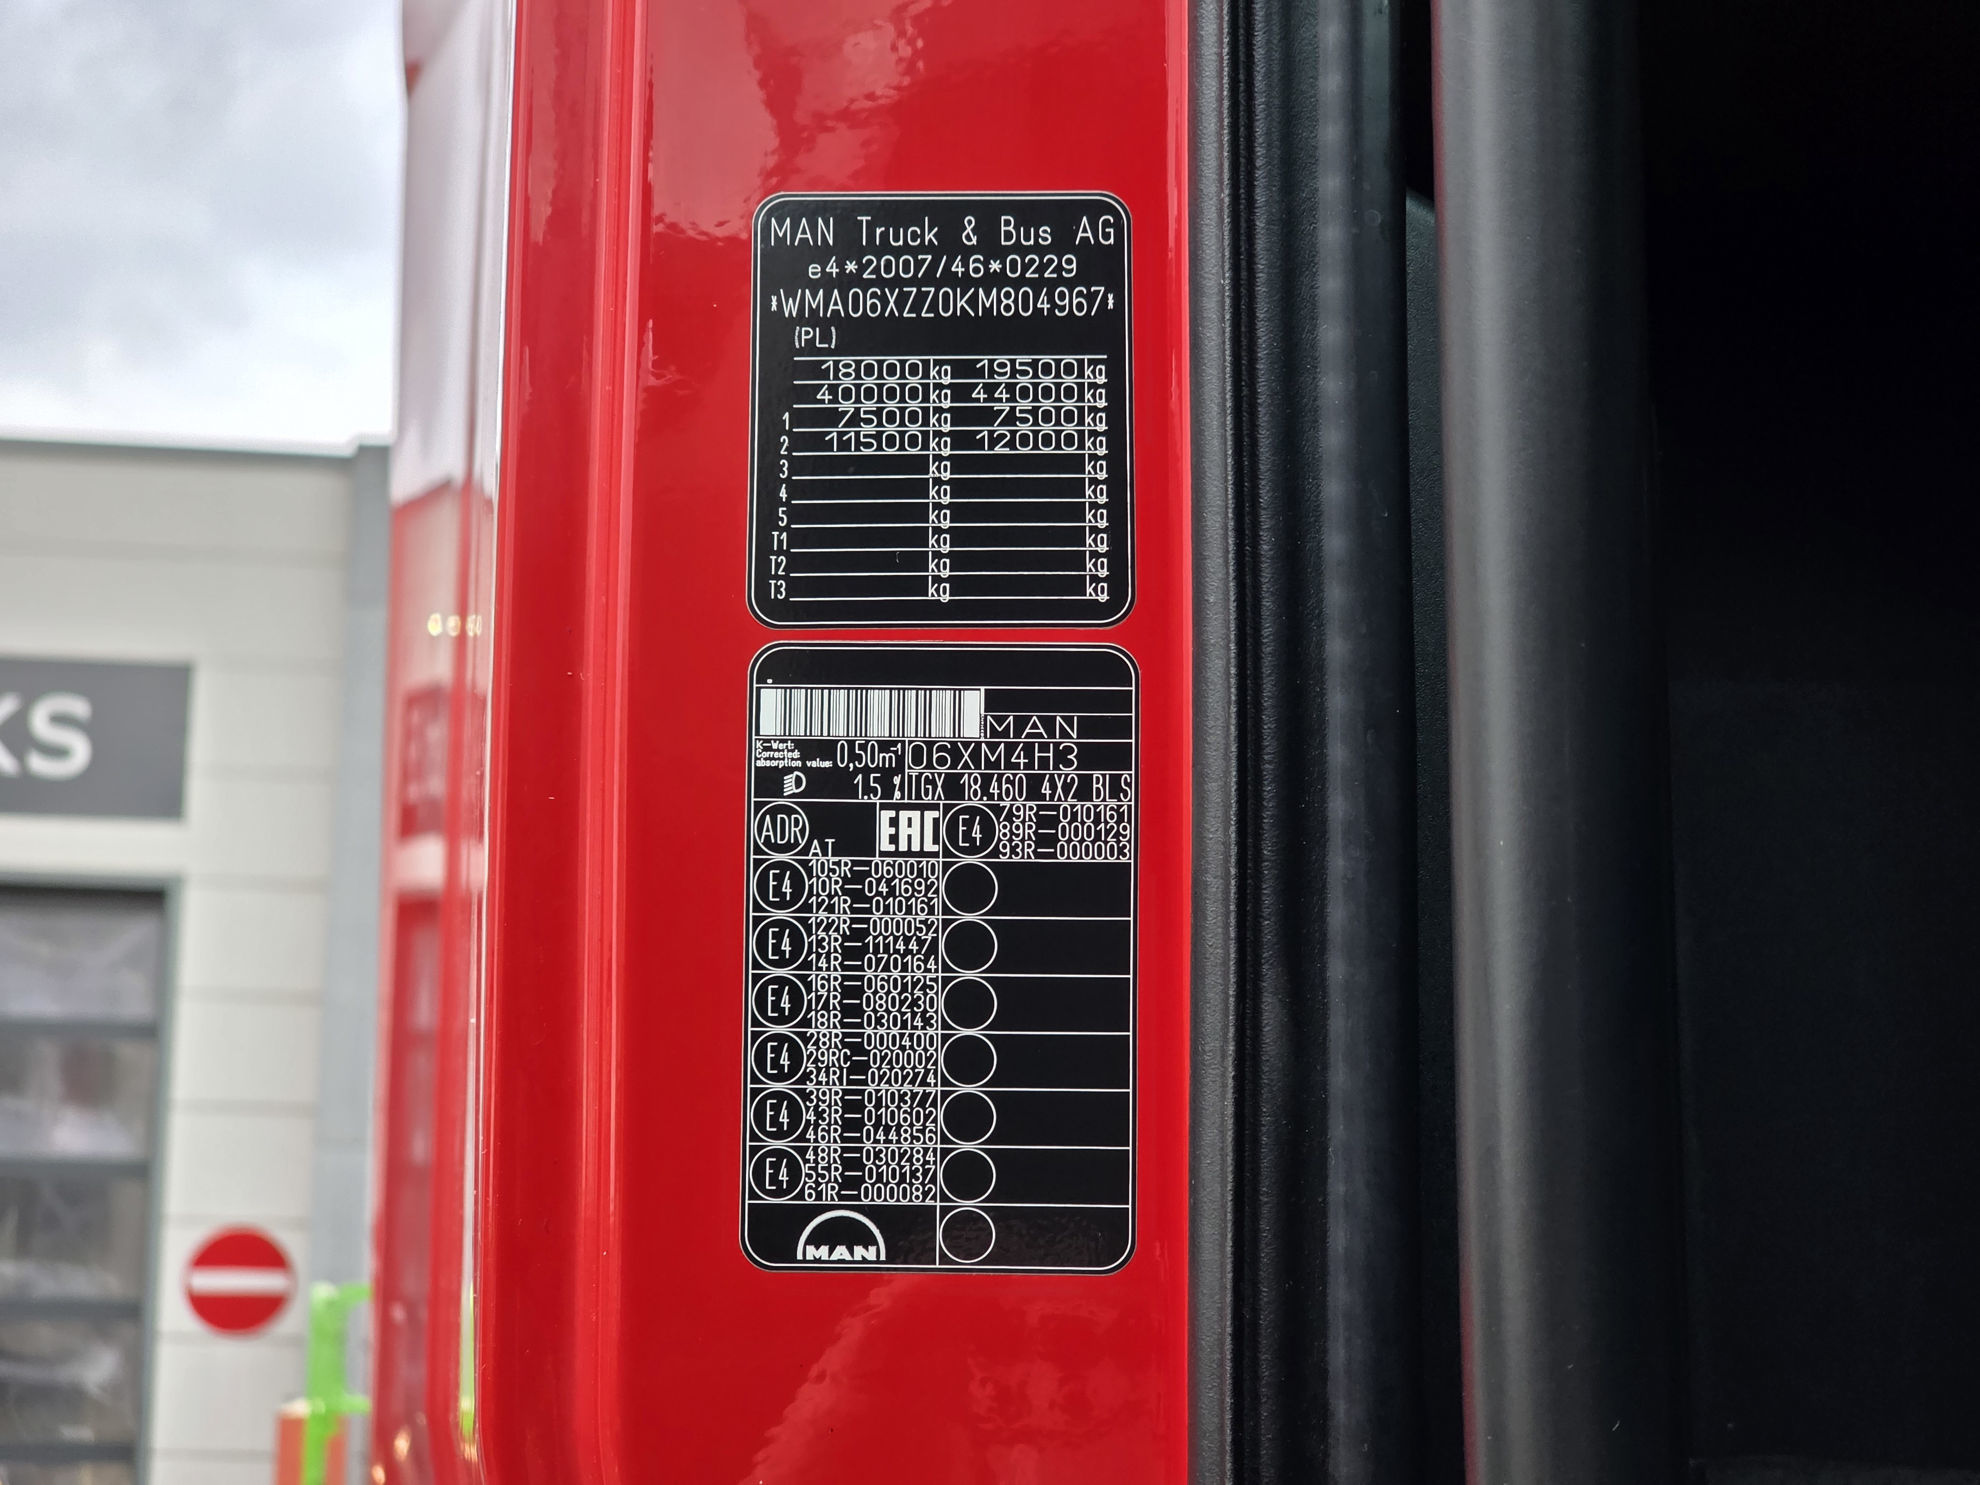 MAN Truck & Bus AG
e4*2007/46*0229
*WMA06XZZ0KM804967*
(PL)
18000 kg 19500 kg
40000 kg 44000 kg
1 7500 kg 7500 kg
2 11500 kg 12000 kg
3 kg kg
4 kg kg
5 kg kg
T1 kg kg
T2 kg kg
T3 kg kg
MAN
K-Wert:
Corrected
absorption value: 0,50m⁻¹ 06XM4H3
1.5 % TGX 18.460 4X2 BLS
ADR AT EAC E4 79R-010161
89R-000129
93R-000003
E4 105R-060010
10R-041692
121R-010161
E4 122R-000052
13R-111447
14R-070164
E4 16R-060125
17R-080230
18R-030143
E4 28R-000400
29RC-020002
34RI-020274
E4 39R-010377
43R-010602
46R-044856
E4 48R-030284
55R-010137
61R-000082
MAN
KS